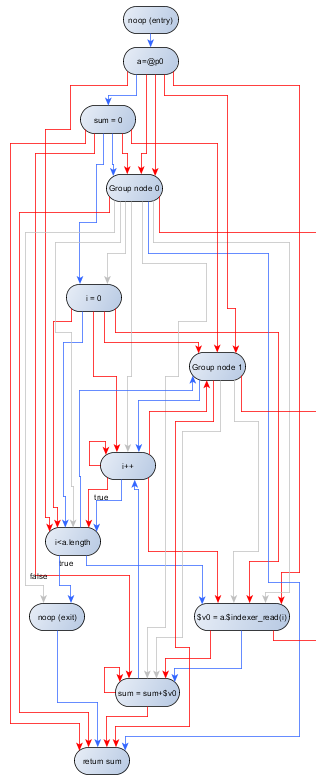 noop (entry)
a=@p0
sum = 0
Group node 0
i = 0
Group node 1
i++
true
i<a.length
true
false
noop (exit)
$v0 = a.$indexer_read(i)
sum = sum+$v0
return sum